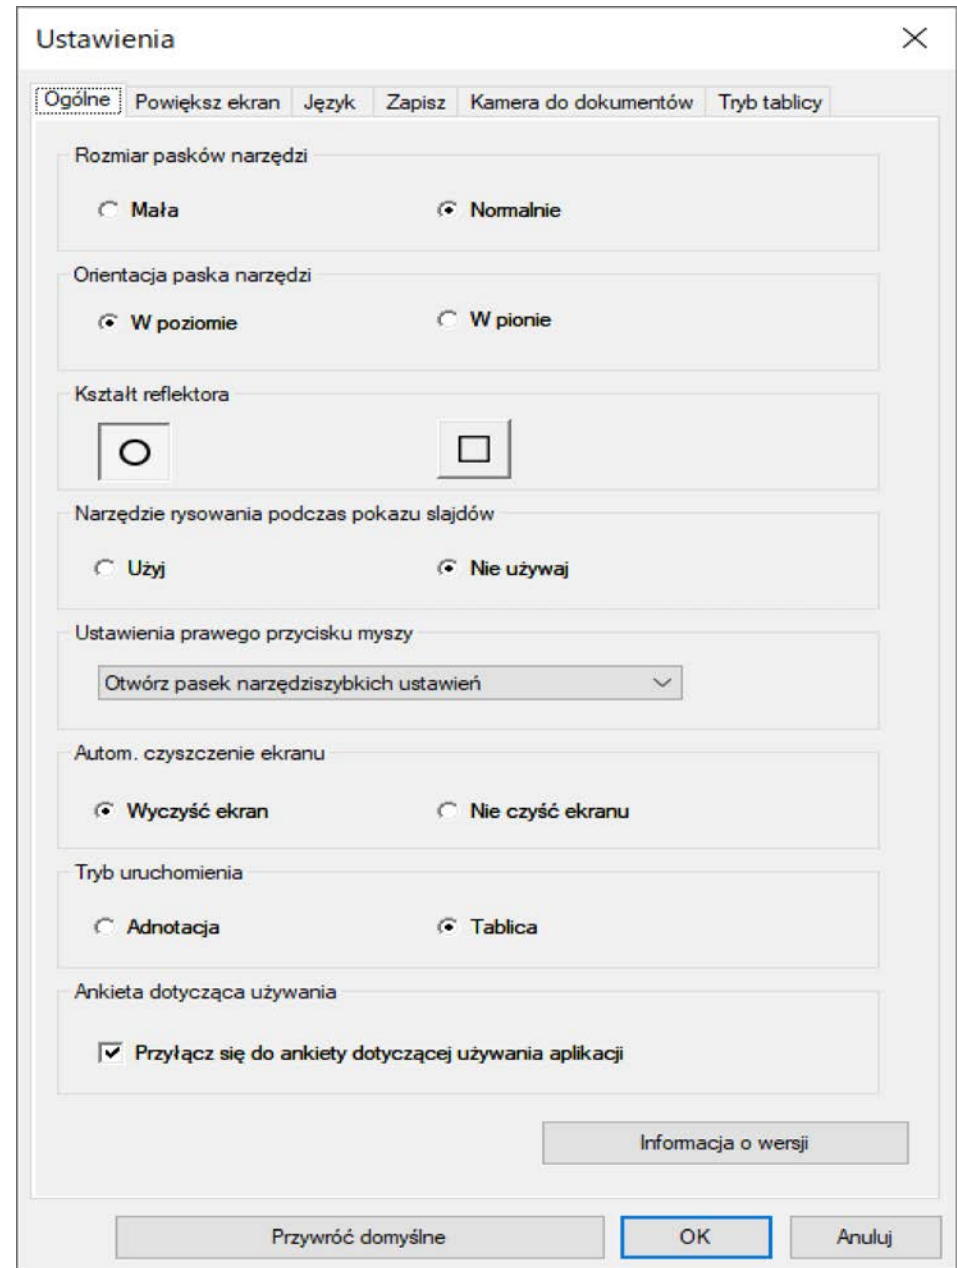 Ustawienia
Ogólne Powiększ ekran Język Zapisz Kamera do dokumentów Tryb tablicy
Rozmiar pasków narzędzi
Mała Normalnie
Orientacja paska narzędzi
W poziomie W pionie
Kształt reflektora
Narzędzie rysowania podczas pokazu slajdów
Użyj Nie używaj
Ustawienia prawego przycisku myszy
Otwórz pasek narzędziszybkich ustawień
Autom. czyszczenie ekranu
Wyczyść ekran Nie czyść ekranu
Tryb uruchomienia
Adnotacja Tablica
Ankieta dotycząca używania
Przyłącz się do ankiety dotyczącej używania aplikacji
Informacja o wersji
Przywróć domyślne OK Anuluj